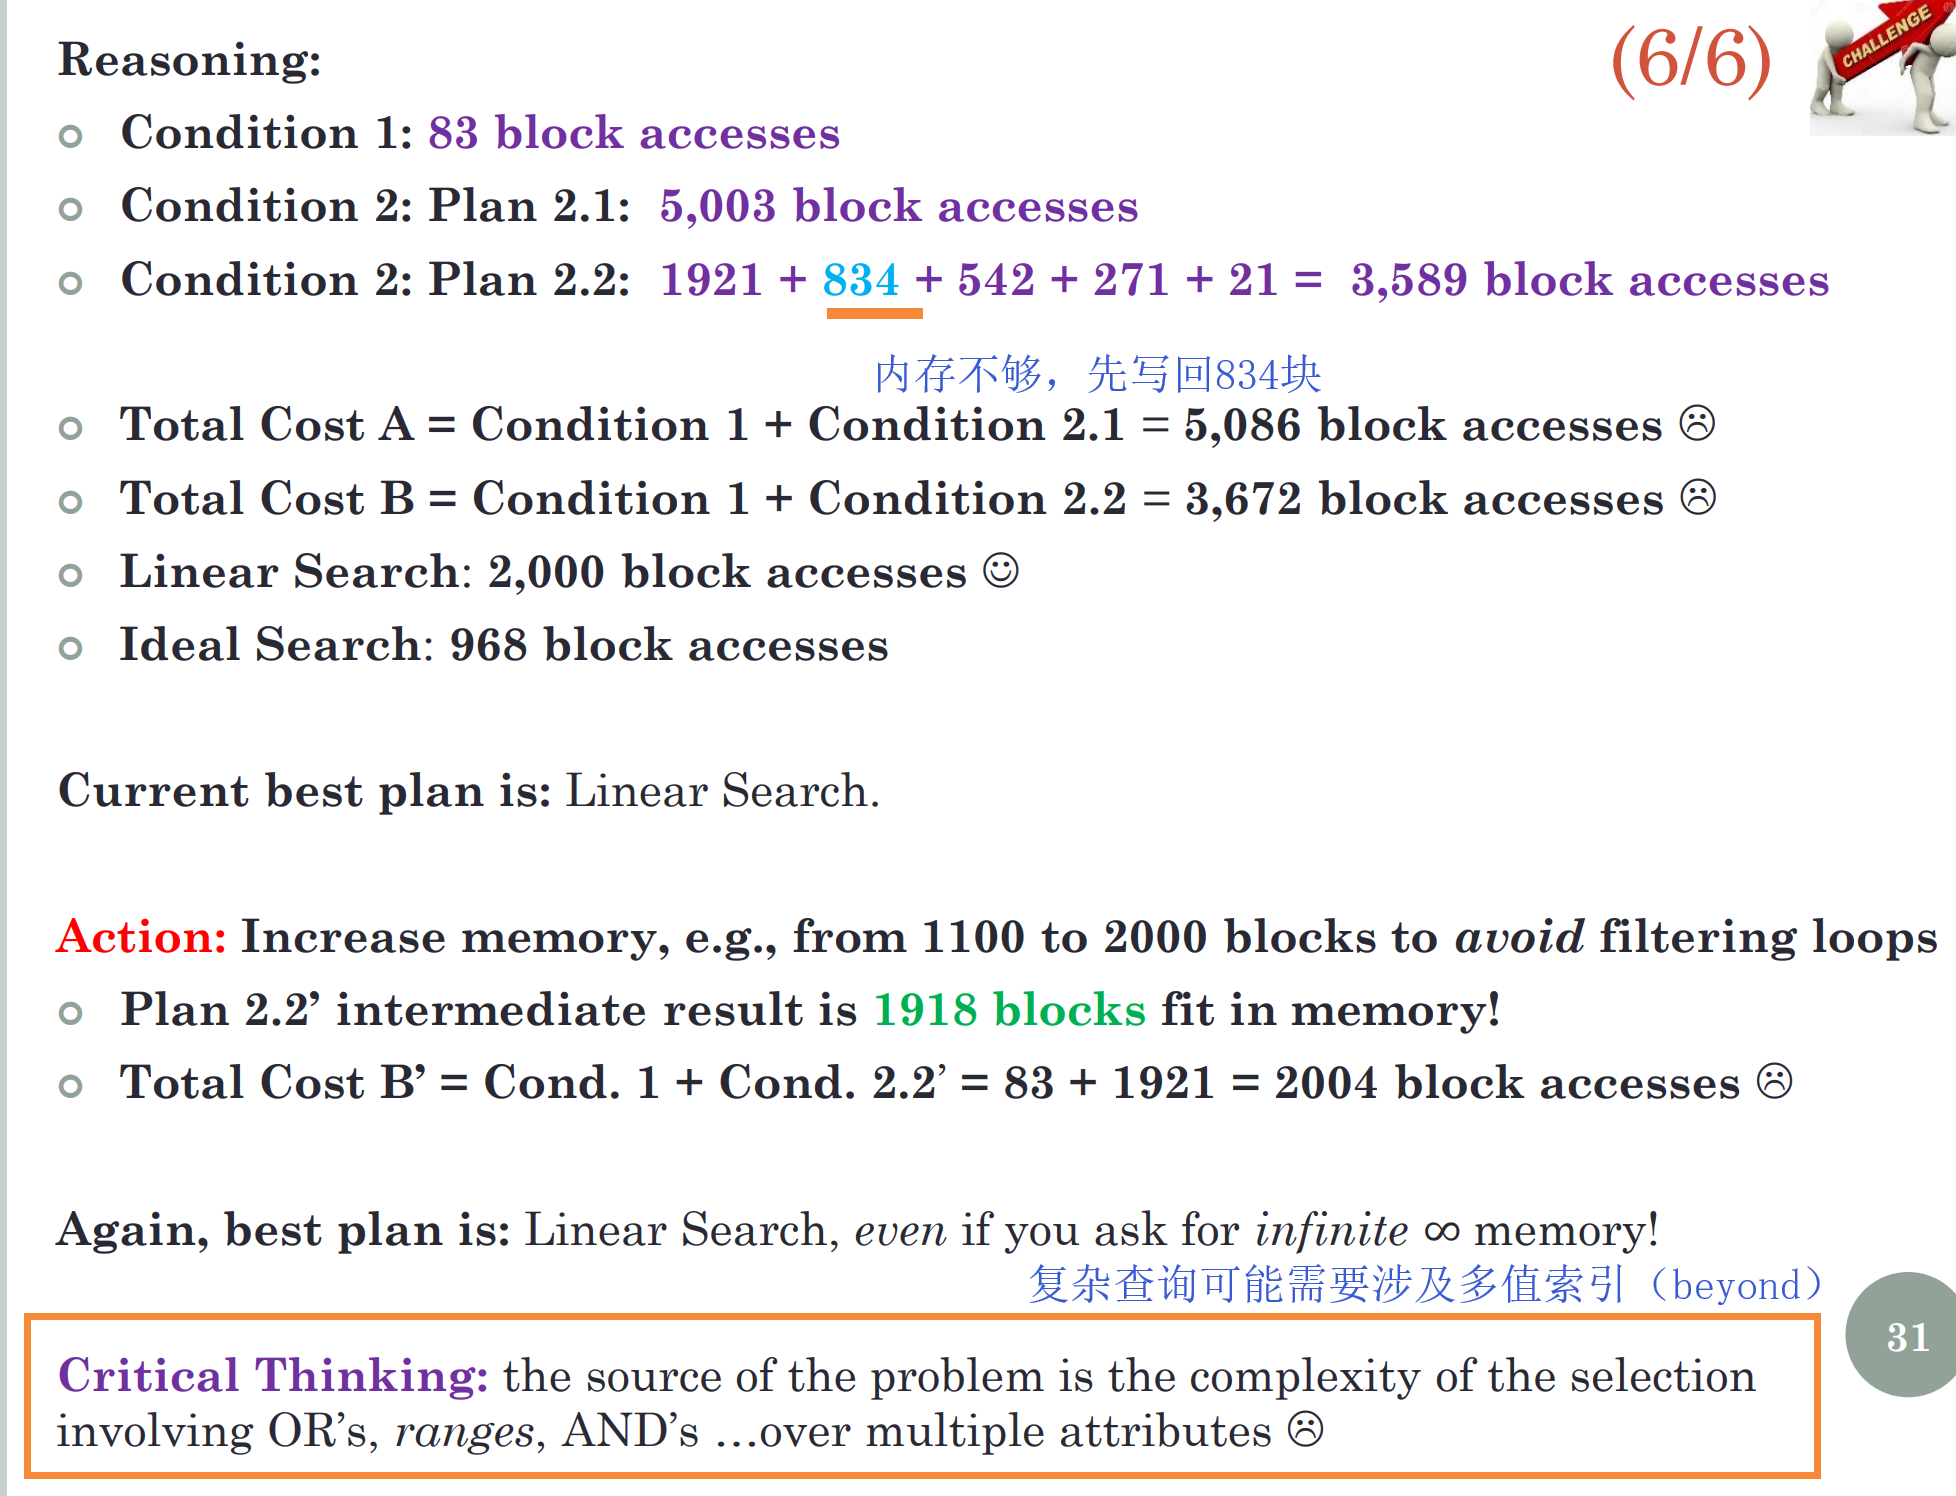 Reasoning:
(6/6)
CHALLENGE
Condition 1: 83 block accesses
Condition 2: Plan 2.1: 5,003 block accesses
Condition 2: Plan 2.2: 1921 + 834 + 542 + 271 + 21 = 3,589 block accesses
内存不够，先写回834块
Total Cost A = Condition 1 + Condition 2.1 = 5,086 block accesses ☹
Total Cost B = Condition 1 + Condition 2.2 = 3,672 block accesses ☹
Linear Search: 2,000 block accesses ☺
Ideal Search: 968 block accesses
Current best plan is: Linear Search.
Action: Increase memory, e.g., from 1100 to 2000 blocks to avoid filtering loops
Plan 2.2’ intermediate result is 1918 blocks fit in memory!
Total Cost B’ = Cond. 1 + Cond. 2.2’ = 83 + 1921 = 2004 block accesses ☹
Again, best plan is: Linear Search, even if you ask for infinite ∞ memory!
复杂查询可能需要涉及多值索引（beyond）
31
Critical Thinking: the source of the problem is the complexity of the selection
involving OR’s, ranges, AND’s …over multiple attributes ☹